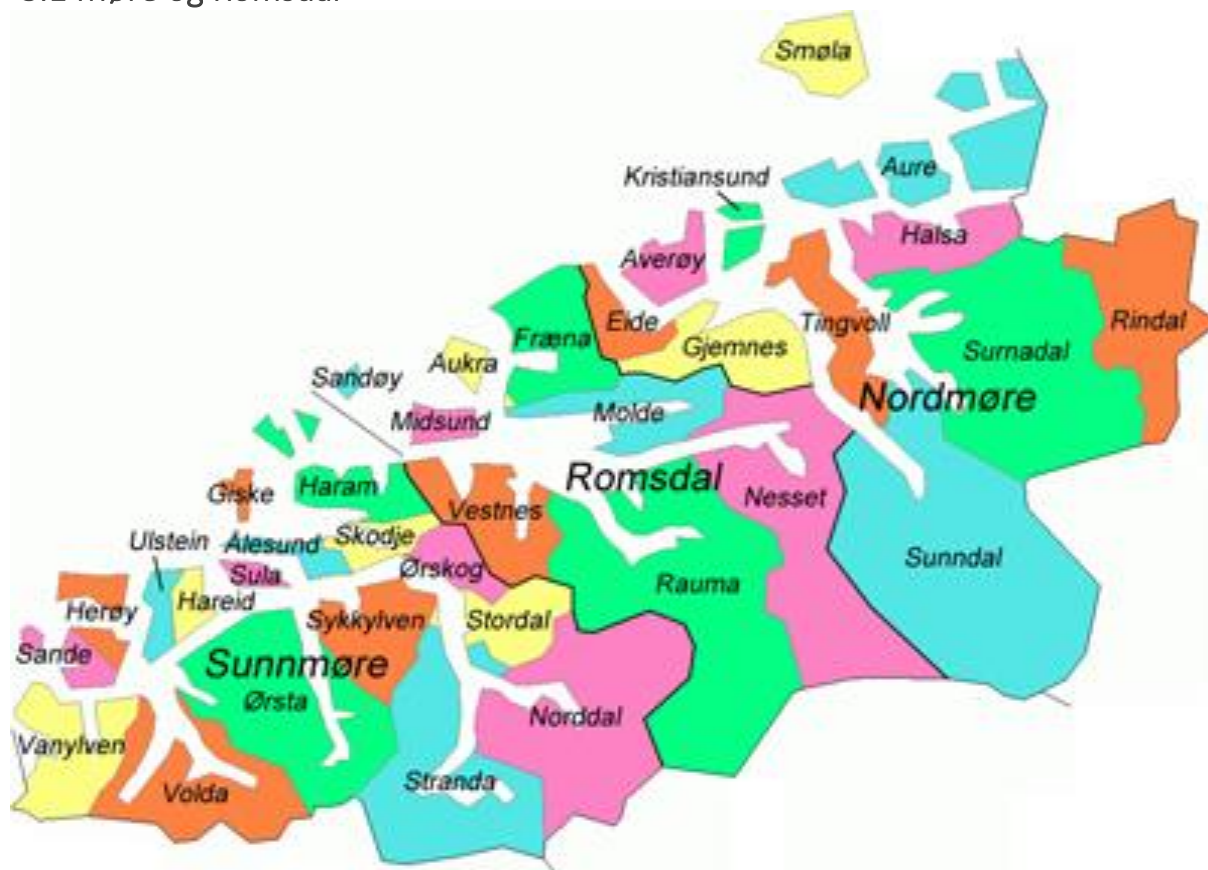 Smøla
Aure
Kristiansund
Halsa
Averøy
Rindal
Eide
Tingvoll
Fræna
Gjemnes
Surnadal
Aukra
Sandøy
Nordmøre
Midsund
Molde
Romsdal
Nesset
Haram
Giske
Vestnes
Skodje
Ulstein
Ålesund
Sunndal
Ørskog
Sula
Rauma
Hareid
Herøy
Sykkylven
Stordal
Sande
Sunnmøre
Ørsta
Norddal
Vanylven
Stranda
Volda